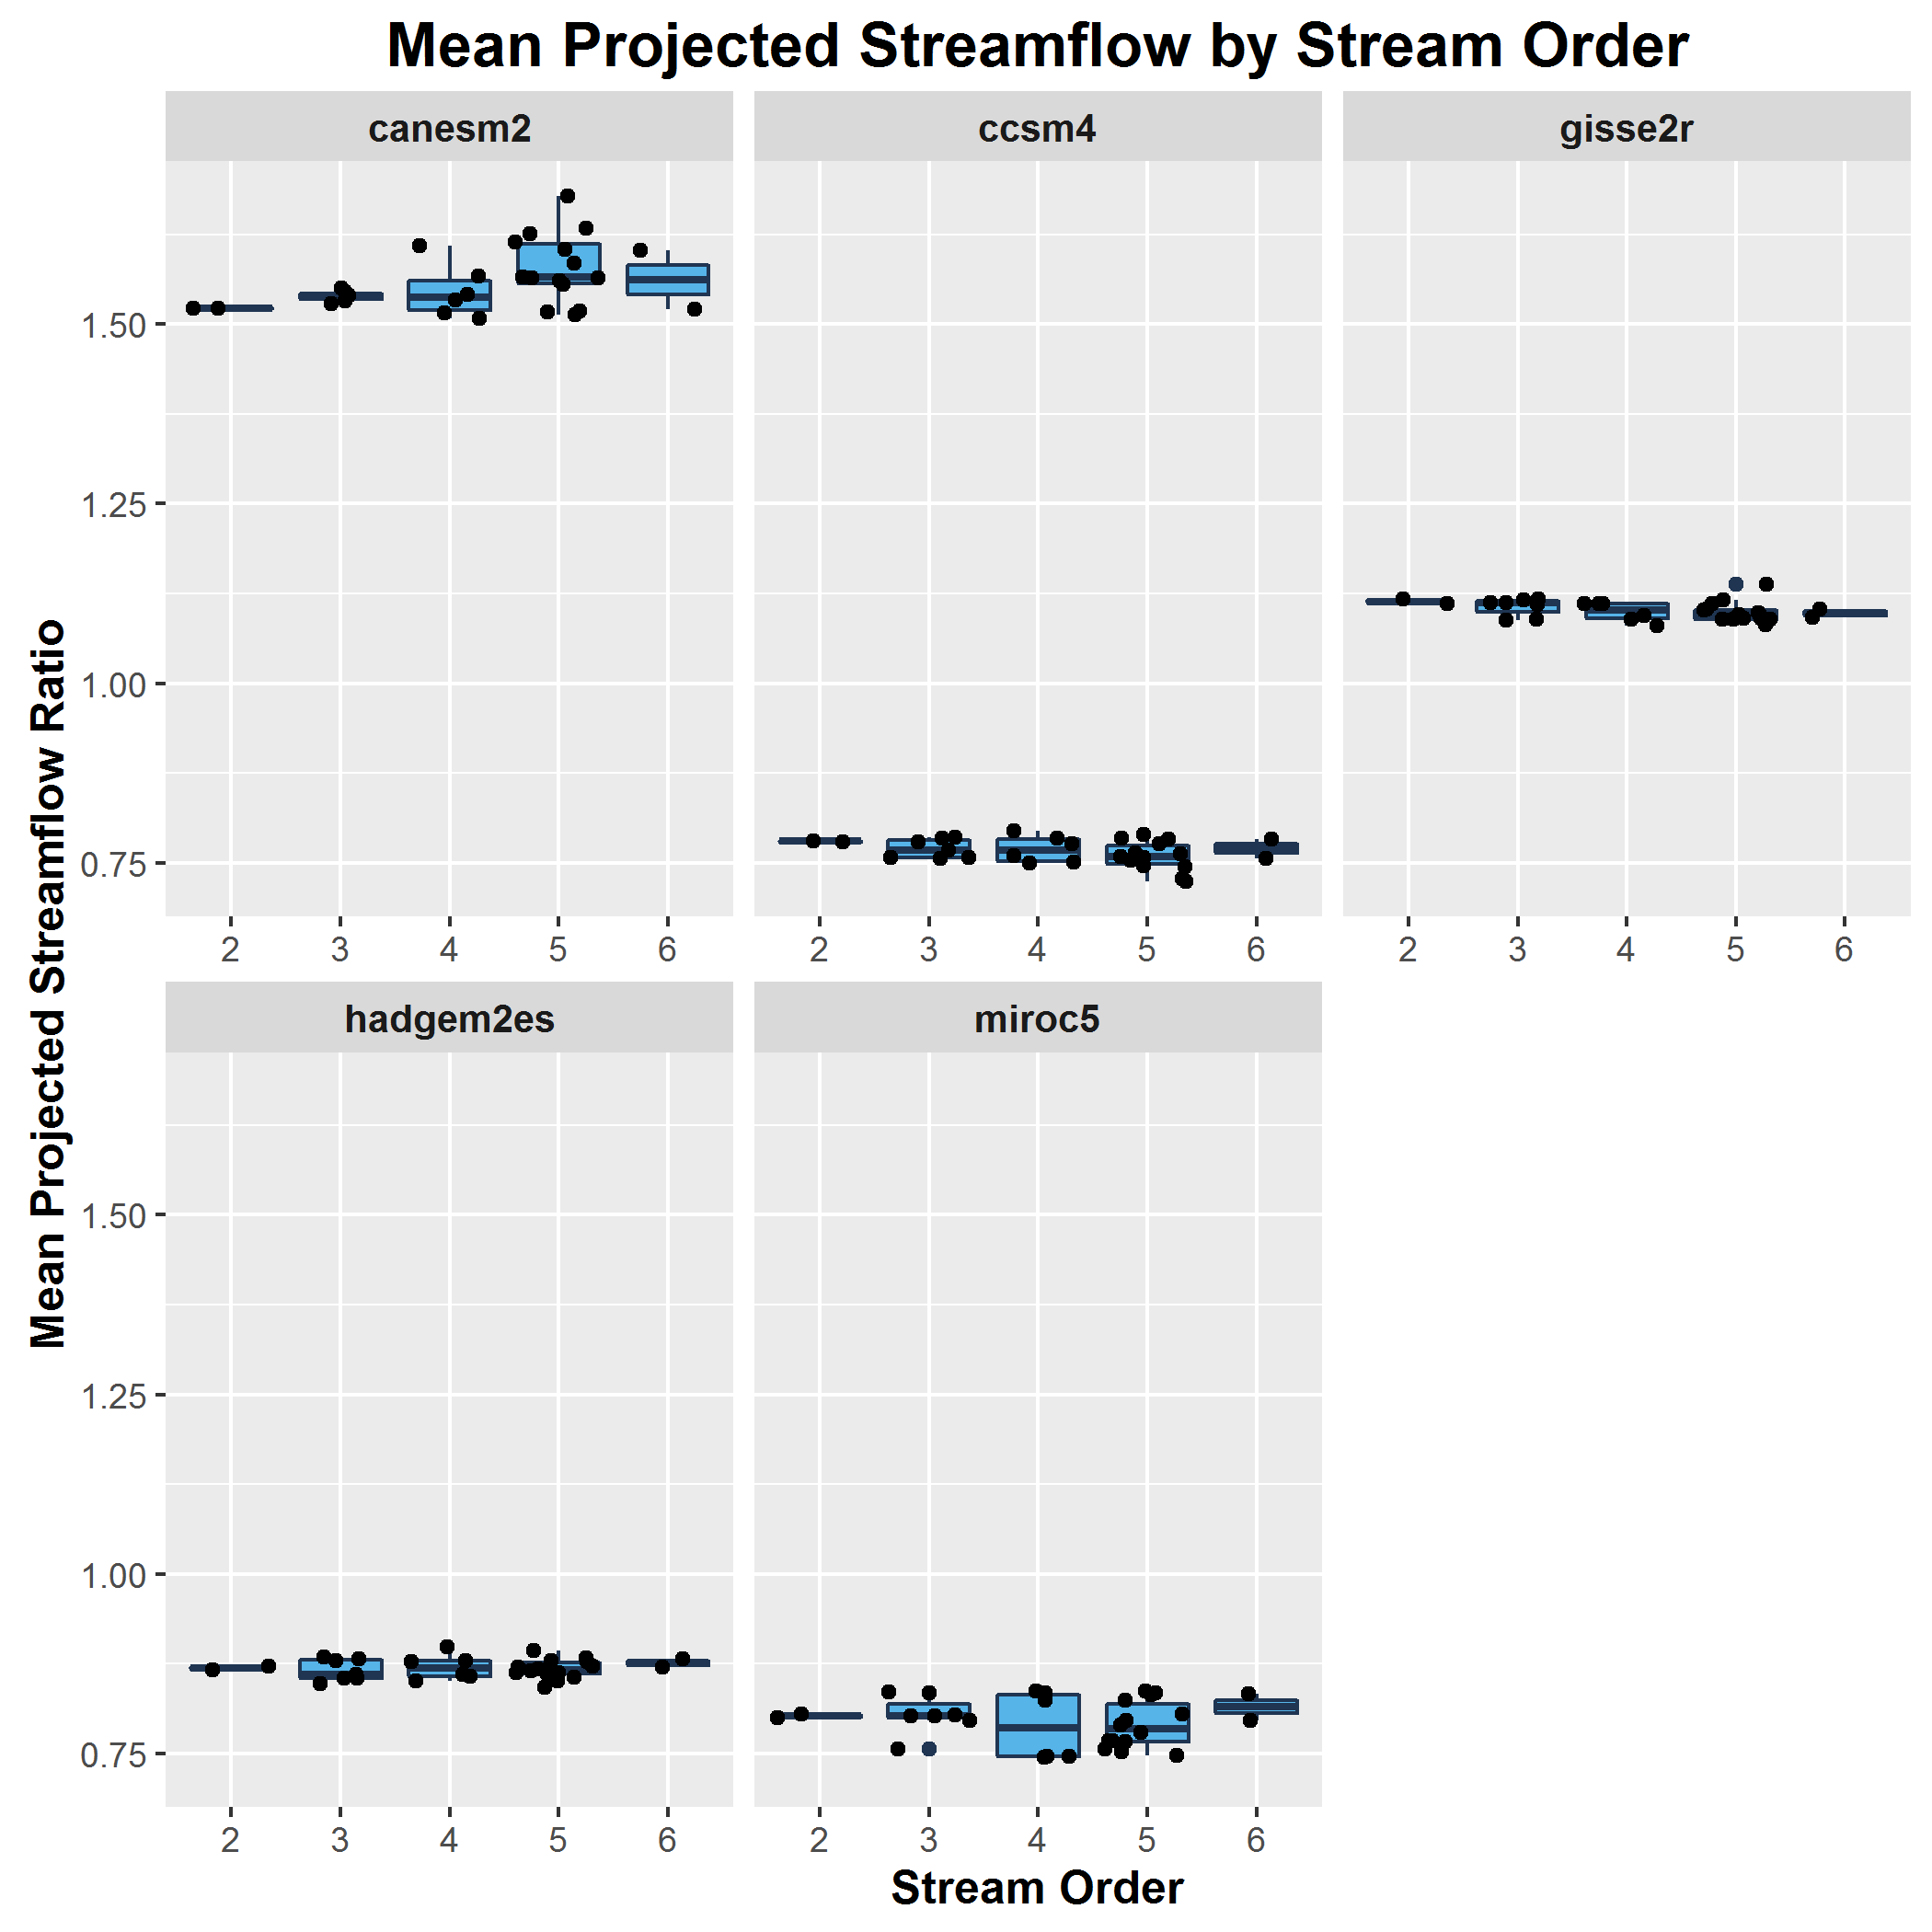 Mean Projected Streamflow by Stream Order
canesm2
ccsm4
gisse2r
1.50
1.25
1.00
0.75
2 3 4 5 6
2 3 4 5 6
2 3 4 5 6
Mean Projected Streamflow Ratio
hadgem2es
miroc5
1.50
1.25
1.00
0.75
2 3 4 5 6
2 3 4 5 6
Stream Order